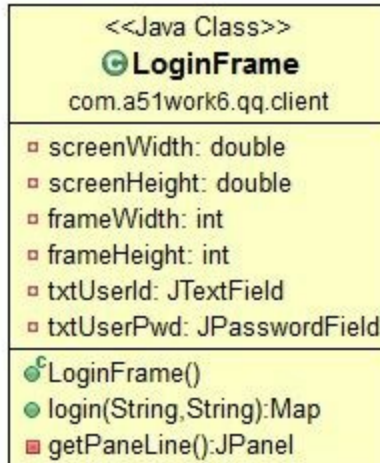 <<Java Class>>
C LoginFrame
com.a51work6.qq.client
screenWidth: double
screenHeight: double
frameWidth: int
frameHeight: int
txtUserId: JTextField
txtUserPwd: JPasswordField
C LoginFrame()
login(String,String):Map
getPaneLine():JPanel